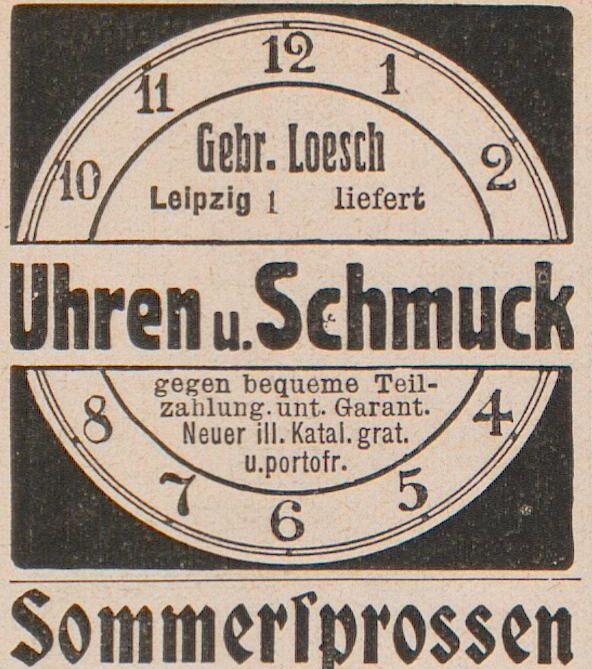 12
11 1
10 2
Gebr. Loesch
Leipzig 1 liefert
Uhren u. Schmuck
gegen bequeme Teil-
zahlung. unt. Garant.
Neuer ill. Katal. grat.
u. portofr.
8 4
7 5
6
Sommerſprossen